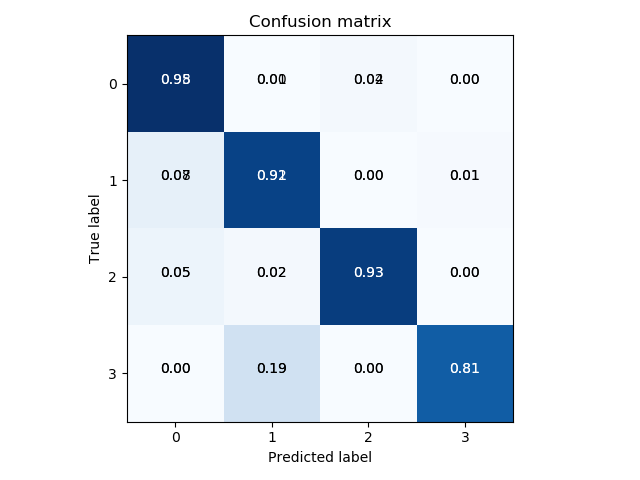 Confusion matrix
0 0.00
1 0.00 0.01
2 0.05 0.02 0.93 0.00
3 0.00 0.19 0.00 0.81
0 1 2 3
True label
Predicted label